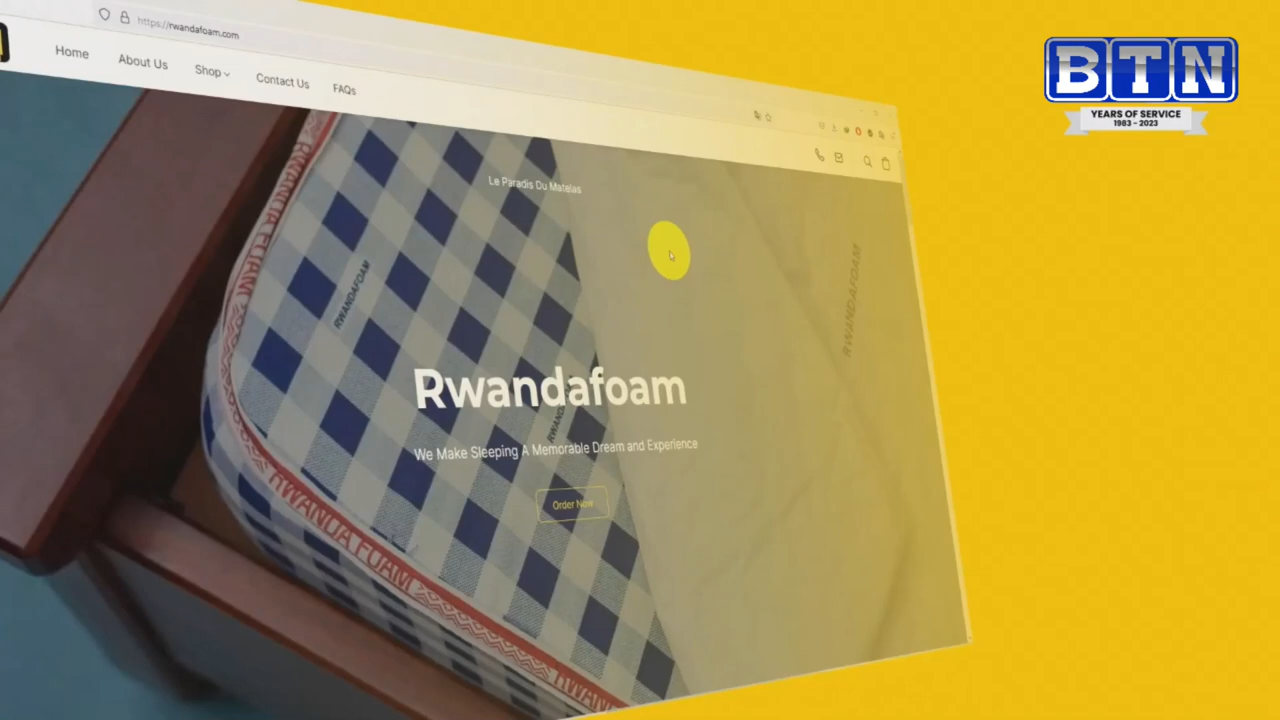 https://rwandafoam.com
Home
About Us
Shop
Contact Us
FAQs
BTN
YEARS OF SERVICE
1983 - 2023
Le Paradis Du Matelas
RWANDAFOAM
RWANDAFOAM
Rwandafoam
We Make Sleeping A Memorable Dream and Experience
Order Now
RWANDA FOAM